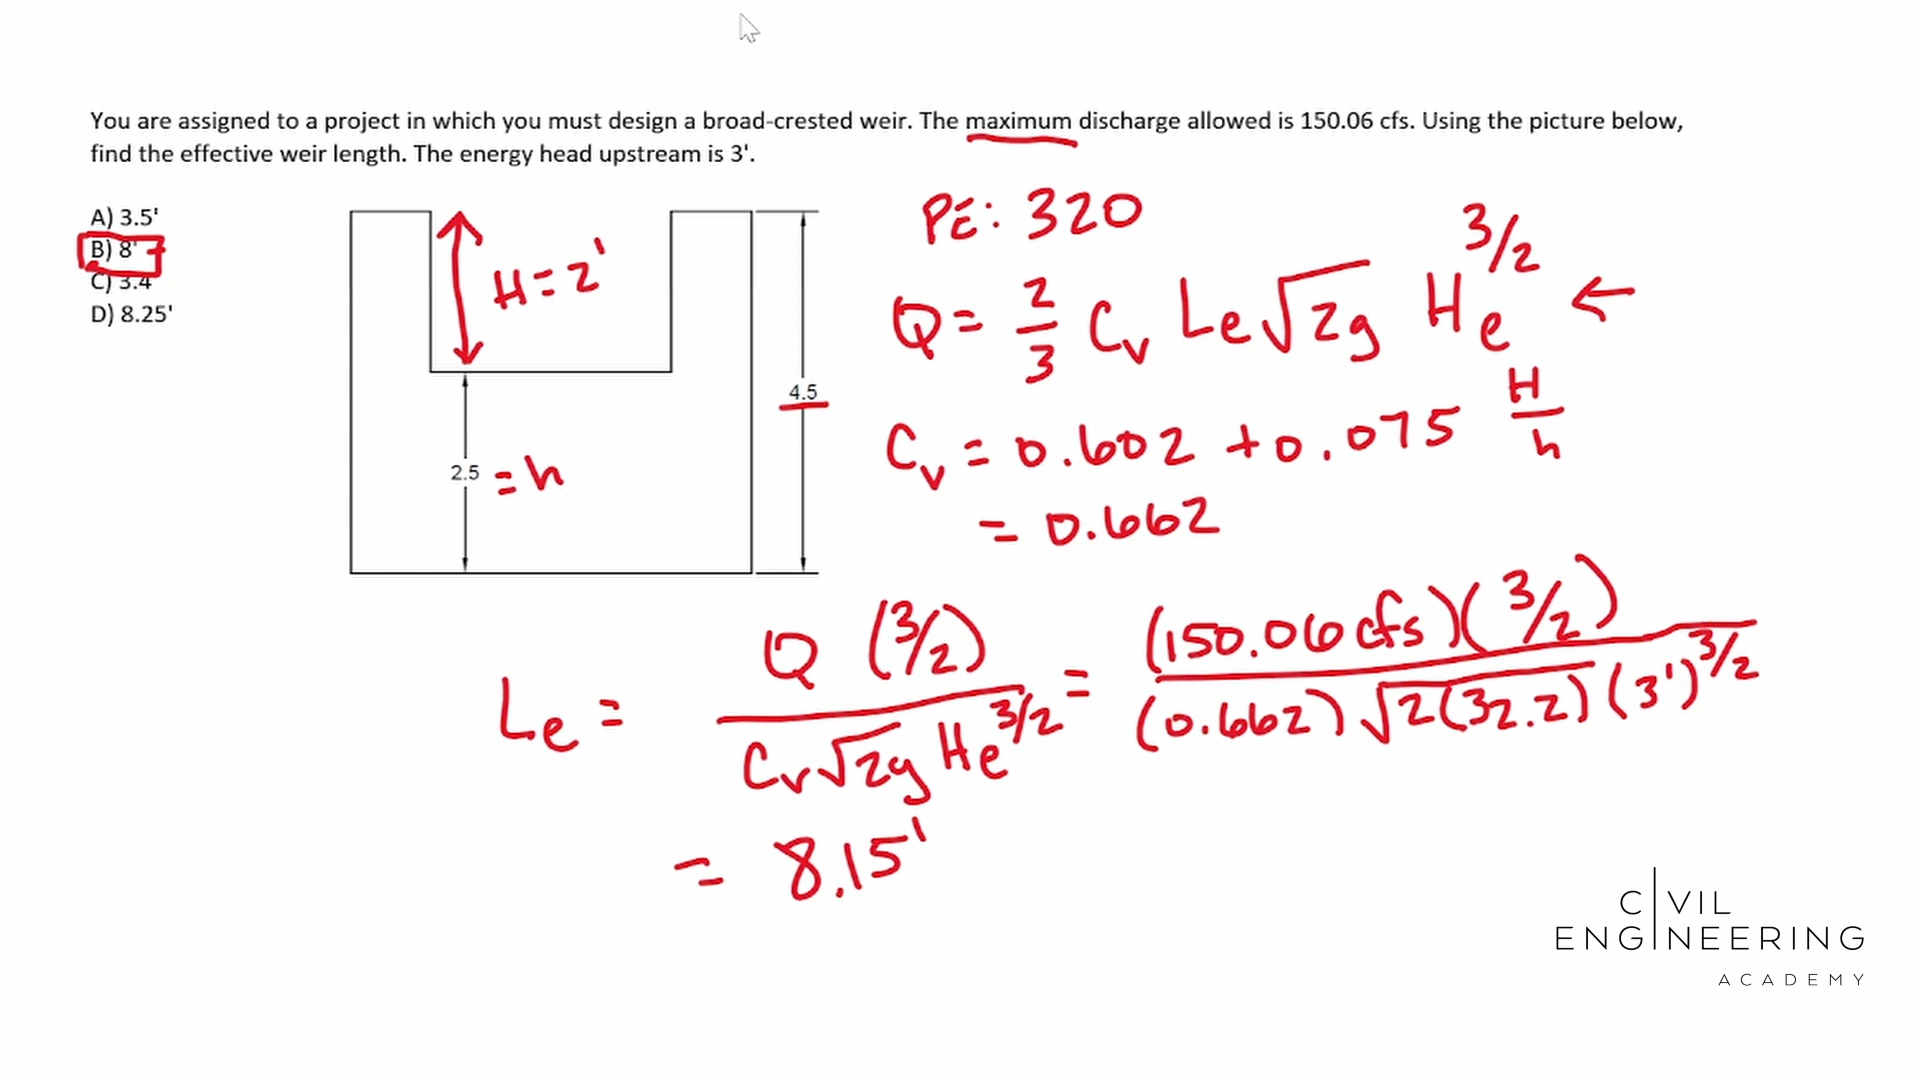 You are assigned to a project in which you must design a broad-crested weir. The maximum discharge allowed is 150.06 cfs. Using the picture below,
find the effective weir length. The energy head upstream is 3'.
A) 3.5'
B) 8'
C) 3.4'
D) 8.25'
H = 2'
4.5
2.5 = h
PE: 320
Q = 2/3 Cv Le √2g He^3/2 ←
Cv = 0.602 + 0.075 H/h
= 0.662
Le = Q (3/2) / Cv √2g He^3/2 = (150.06 cfs)(3/2) / (0.662) √2(32.2) (3')^3/2
= 8.15'
CIVIL
ENGINEERING
ACADEMY